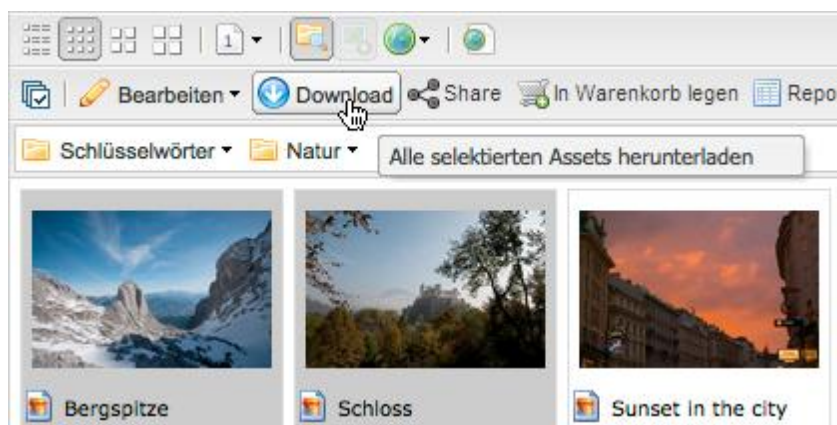 1
Bearbeiten Download Share In Warenkorb legen Repo
Schlüsselwörter Natur
Alle selektierten Assets herunterladen
Bergspitze Schloss Sunset in the city